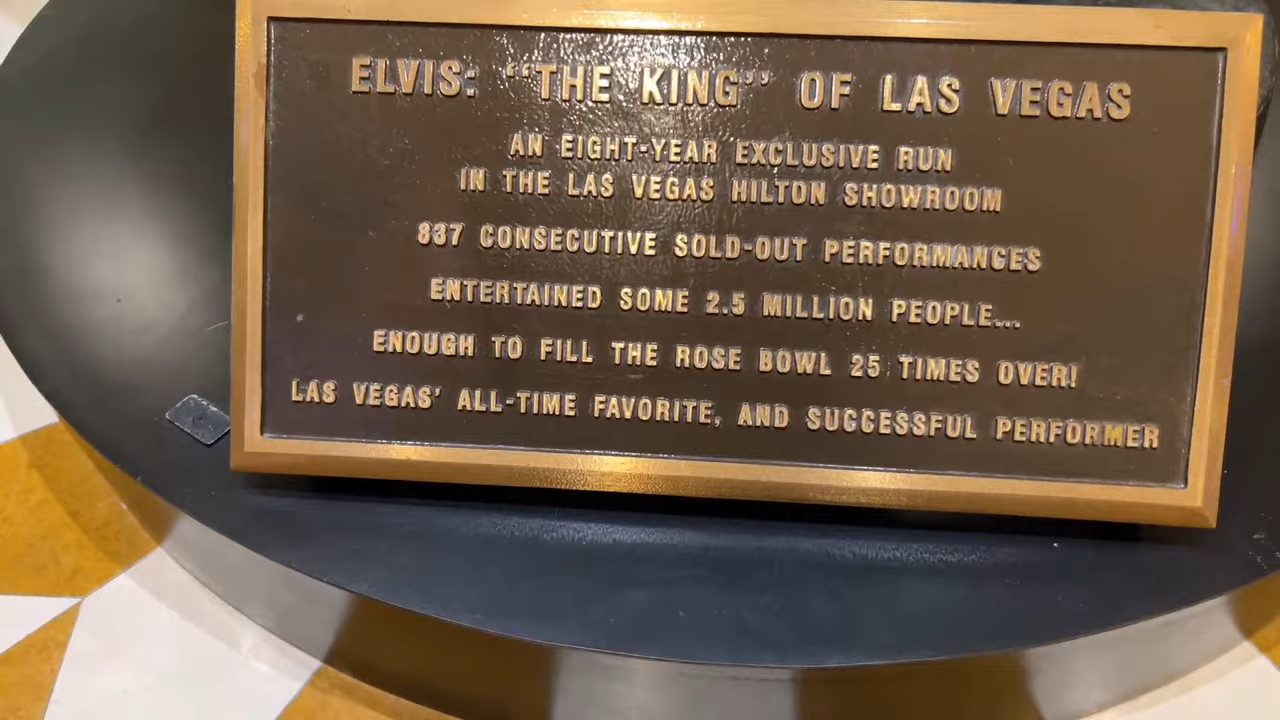 ELVIS: "THE KING" OF LAS VEGAS
AN EIGHT-YEAR EXCLUSIVE RUN
IN THE LAS VEGAS HILTON SHOWROOM
837 CONSECUTIVE SOLD-OUT PERFORMANCES
ENTERTAINED SOME 2.5 MILLION PEOPLE...
ENOUGH TO FILL THE ROSE BOWL 25 TIMES OVER!
LAS VEGAS' ALL-TIME FAVORITE, AND SUCCESSFUL PERFORMER